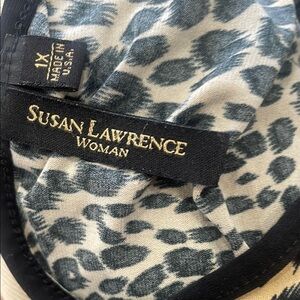 1X
MADE IN
U.S.A.
SUSAN LAWRENCE
WOMAN